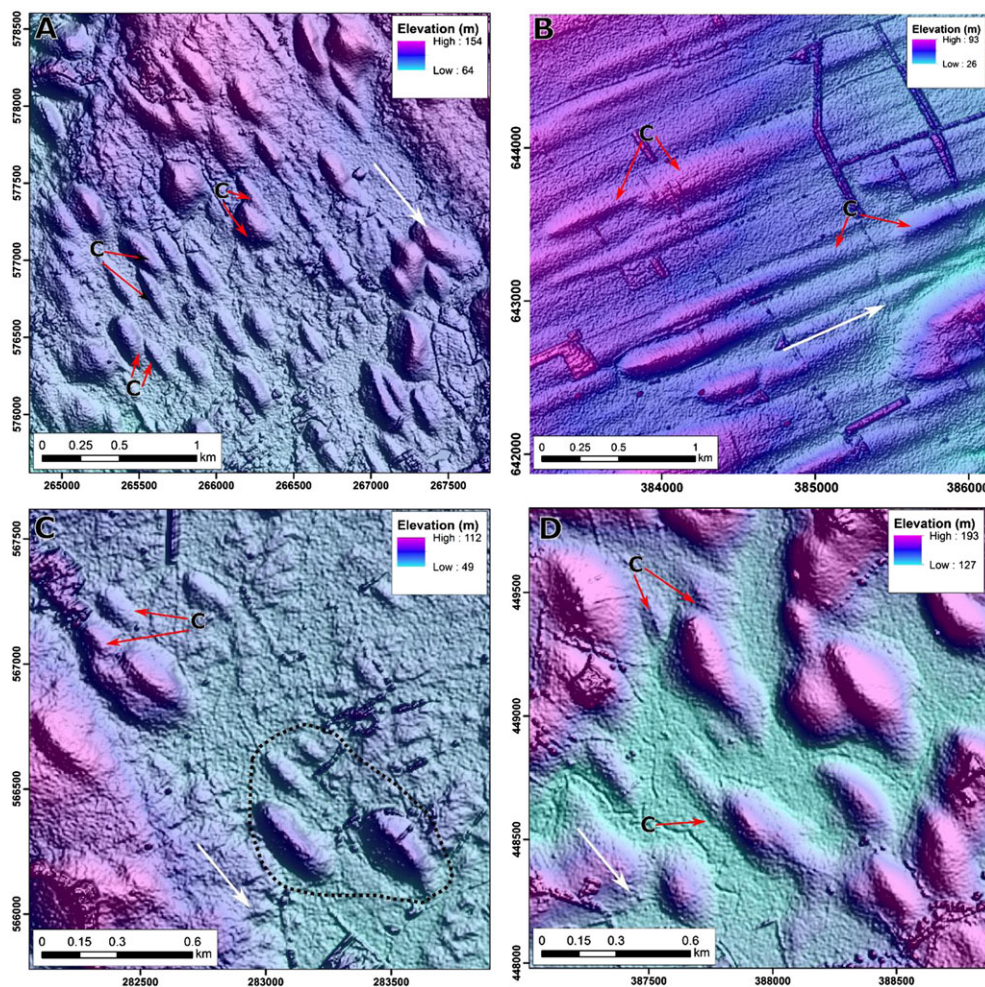 A
Elevation (m)
High : 154
Low : 64
578500
578000
577500
577000
576500
576000
C
C
C
0 0.25 0.5 1
km
265000 265500 266000 266500 267000 267500
B
Elevation (m)
High : 93
Low : 26
644000
643000
642000
C
C
0 0.25 0.5 1
km
384000 385000 386000
C
Elevation (m)
High : 112
Low : 49
567500
567000
566500
566000
C
0 0.15 0.3 0.6
km
282500 283000 283500
D
Elevation (m)
High : 193
Low : 127
449500
449000
448500
448000
C
C
0 0.15 0.3 0.6
km
387500 388000 388500